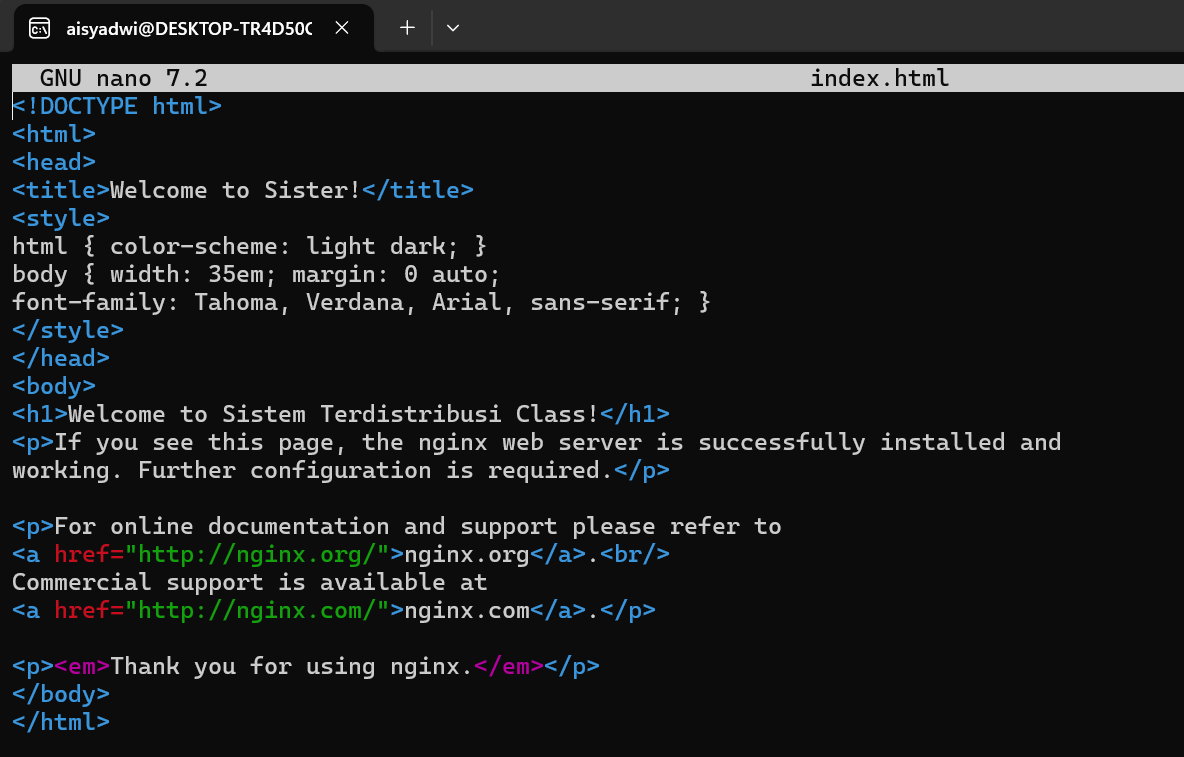 aisyadwi@DESKTOP-TR4D50
GNU nano 7.2 index.html
<!DOCTYPE html>
<html>
<head>
<title>Welcome to Sister!</title>
<style>
html { color-scheme: light dark; }
body { width: 35em; margin: 0 auto;
font-family: Tahoma, Verdana, Arial, sans-serif; }
</style>
</head>
<body>
<h1>Welcome to Sistem Terdistribusi Class!</h1>
<p>If you see this page, the nginx web server is successfully installed and
working. Further configuration is required.</p>
<p>For online documentation and support please refer to
<a href="http://nginx.org/">nginx.org</a>.<br/>
Commercial support is available at
<a href="http://nginx.com/">nginx.com</a>.</p>
<p><em>Thank you for using nginx.</em></p>
</body>
</html>